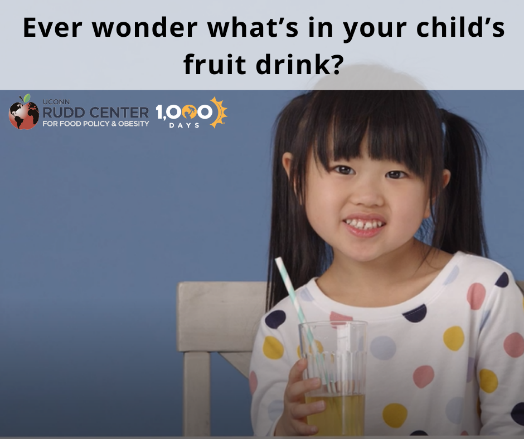 Ever wonder what’s in your child’s
fruit drink?
UCONN
RUDD CENTER
FOR FOOD POLICY & OBESITY
1,000
DAYS